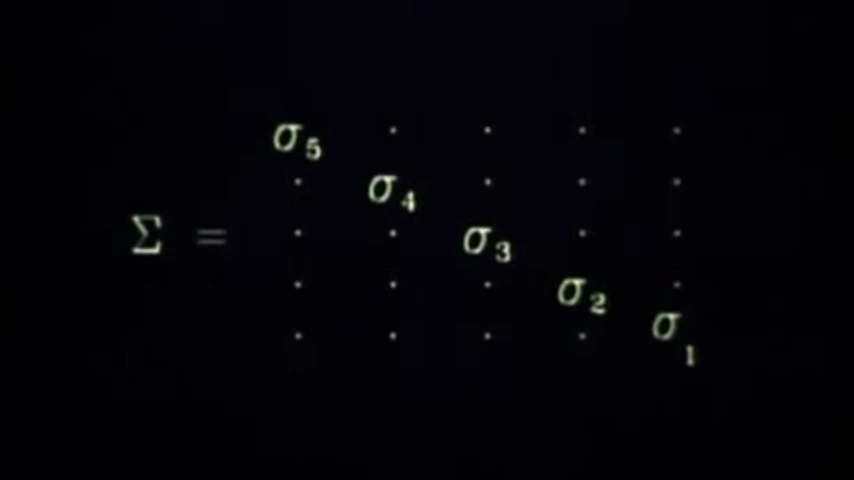 σ₅ · · · ·
· σ₄ · · ·
Σ = · · σ₃ · ·
· · · σ₂ ·
· · · · σ₁